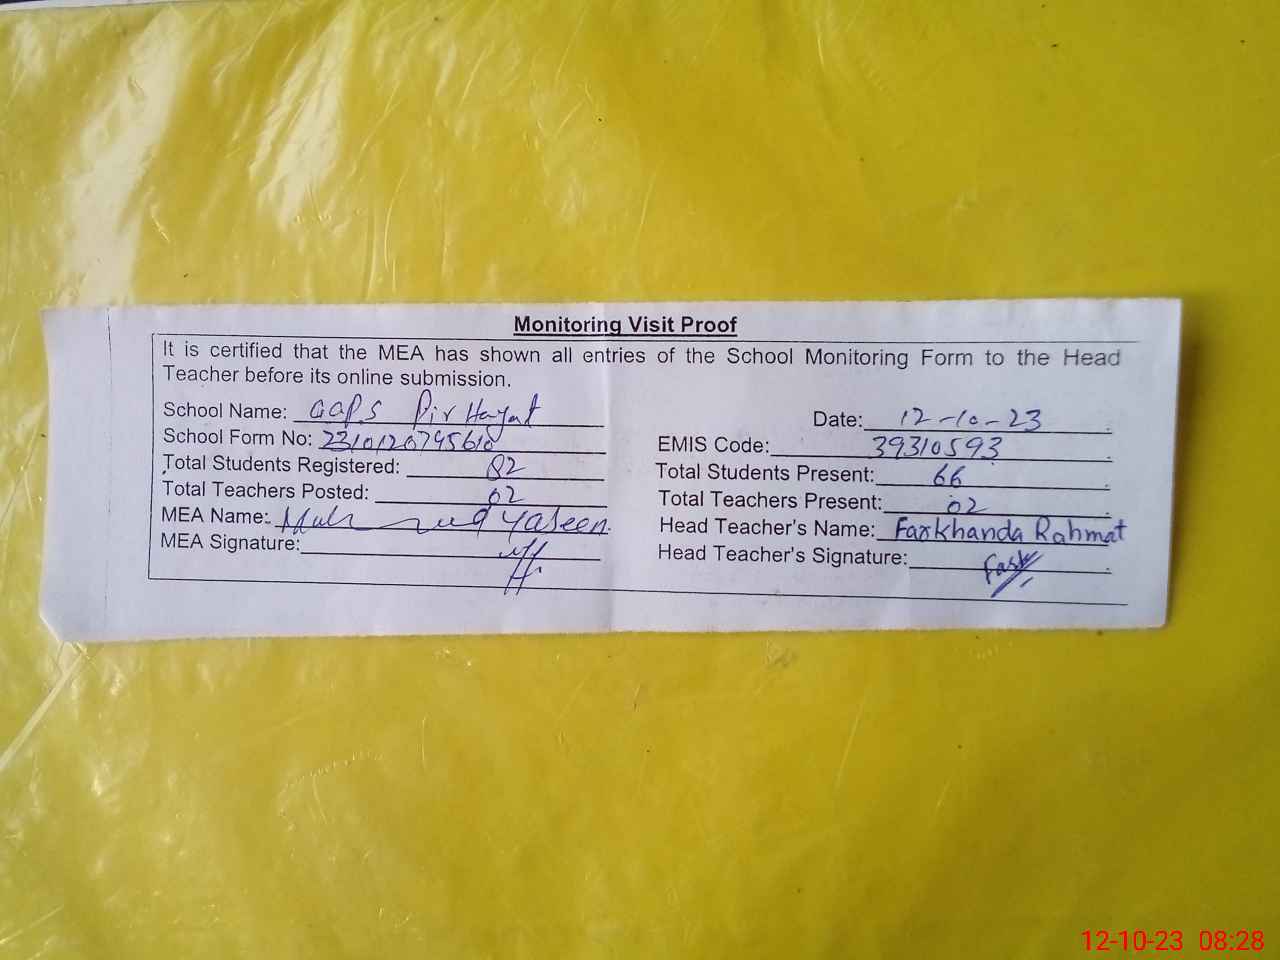 Monitoring Visit Proof
It is certified that the MEA has shown all entries of the School Monitoring Form to the Head
Teacher before its online submission.
School Name: GGPS Pir Hayat
Date: 12-10-23
School Form No: 2310120745610
EMIS Code: 39310593
Total Students Registered: 82
Total Students Present: 66
Total Teachers Posted: 02
Total Teachers Present: 02
MEA Name: Yaseen
Head Teacher's Name: Farkhanda Rahmat
MEA Signature:
Head Teacher's Signature:
12-10-23 08:28